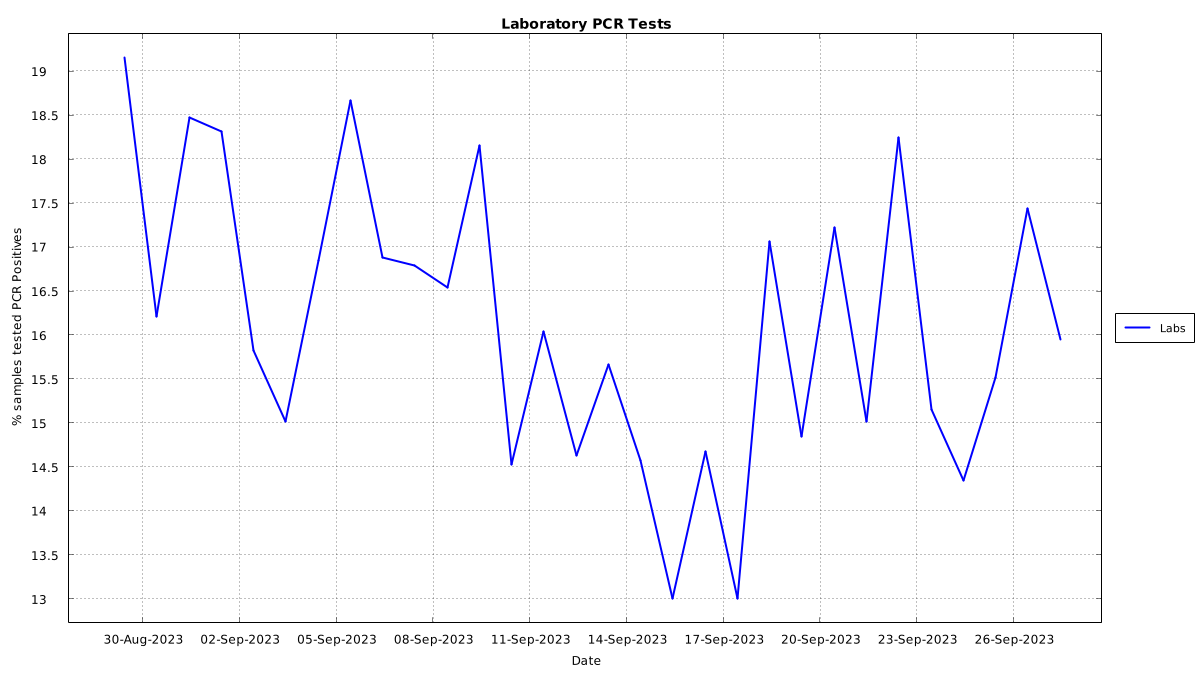 Laboratory PCR Tests
% samples tested PCR Positives
19
18.5
18
17.5
17
16.5
16
15.5
15
14.5
14
13.5
13
30-Aug-2023 02-Sep-2023 05-Sep-2023 08-Sep-2023 11-Sep-2023 14-Sep-2023 17-Sep-2023 20-Sep-2023 23-Sep-2023 26-Sep-2023
Date
Labs